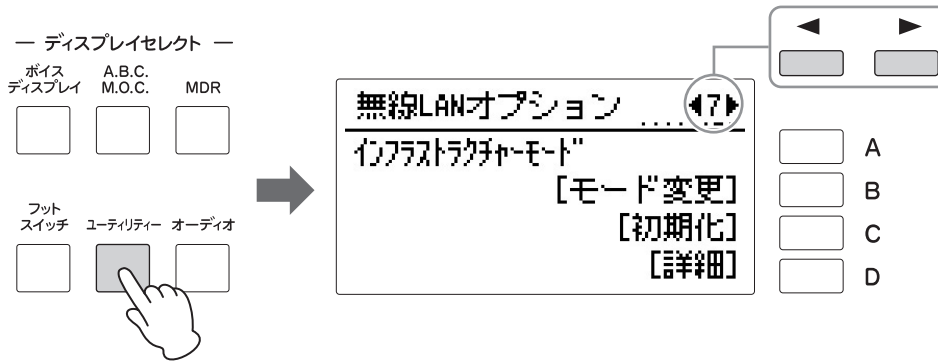 — ディスプレイセレクト —
ボイス
ディスプレイ
A.B.C.
M.O.C.
MDR
フット
スイッチ
ユーティリティー
オーディオ
無線LANオプション
7
インフラストラクチャーモード
[モード変更]
[初期化]
[詳細]
A
B
C
D